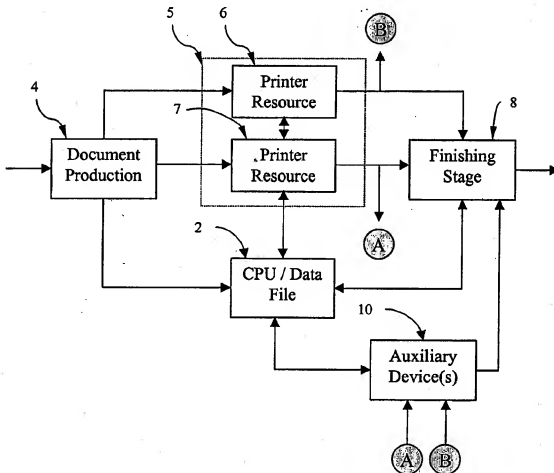 5
6
B
4
Printer
Resource
7
8
Document
Production
Printer
Resource
Finishing
Stage
2
A
CPU / Data
File
10
Auxiliary
Device(s)
A
B